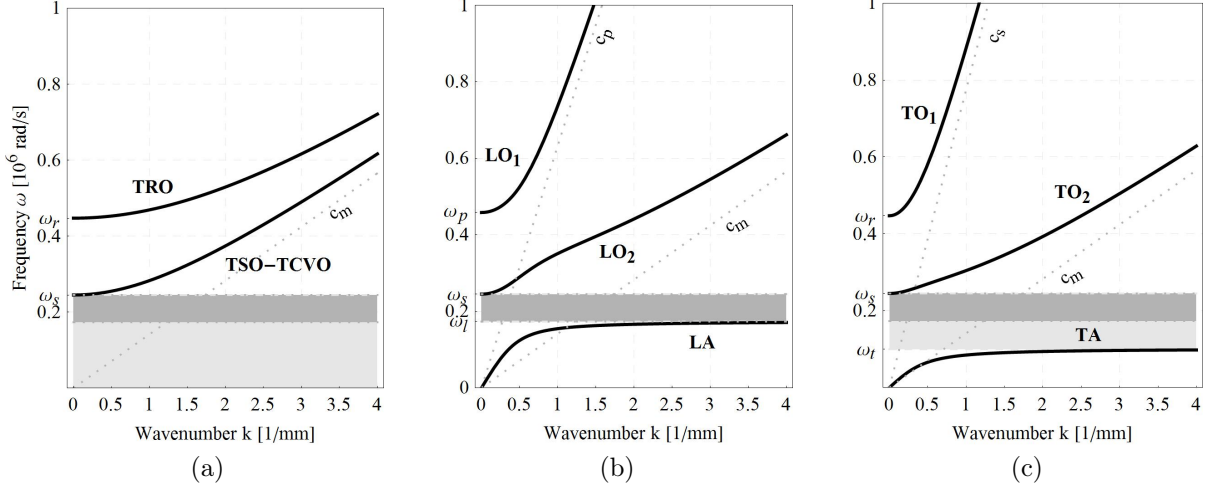 (a)
Frequency ω [10⁶ rad/s]
1
0.8
0.6
ωr
0.4
ωs
0.2
TRO
TSO−TCVO
cm
0 0.5 1 1.5 2 2.5 3 3.5 4
Wavenumber k [1/mm]
(b)
1
0.8
0.6
ωp
0.4
ωs
0.2
ωl
0
cp
LO1
LO2
cm
LA
0 0.5 1 1.5 2 2.5 3 3.5 4
Wavenumber k [1/mm]
(c)
1
0.8
0.6
ωr
0.4
ωs
0.2
ωt
cs
TO1
TO2
cm
TA
0 0.5 1 1.5 2 2.5 3 3.5 4
Wavenumber k [1/mm]